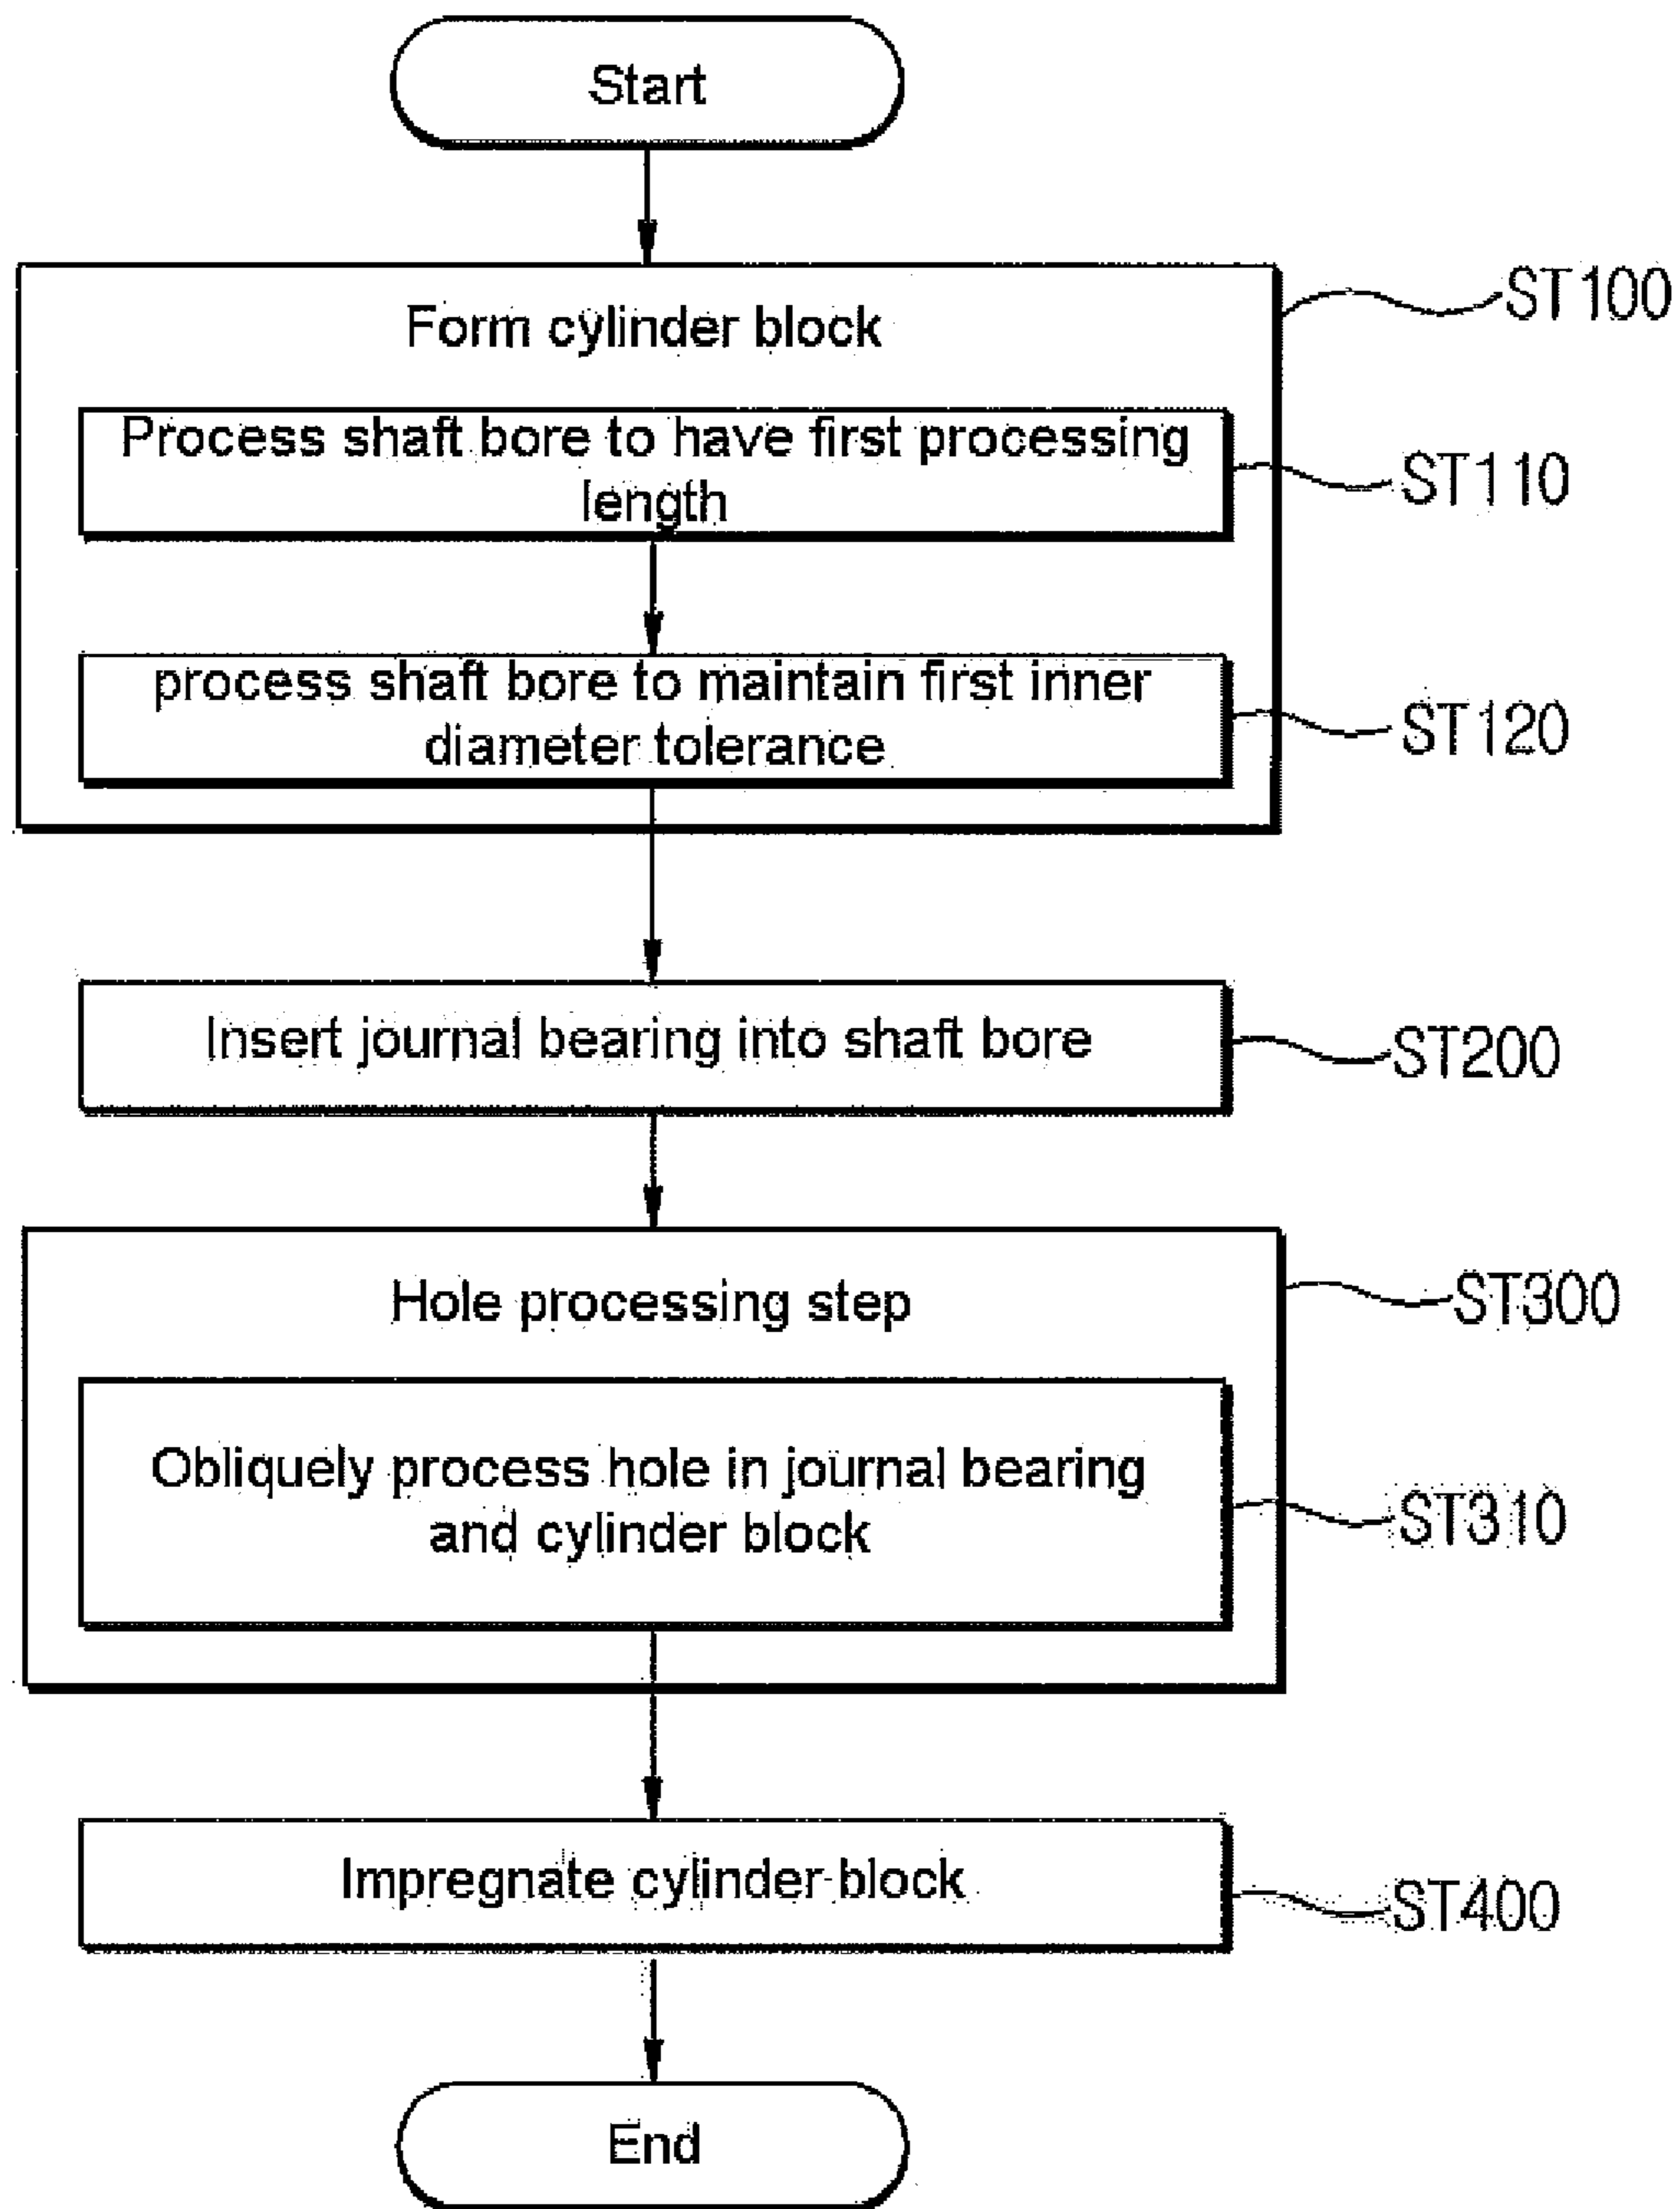 Start
Form cylinder block
ST100
Process shaft bore to have first processing
length
ST110
process shaft bore to maintain first inner
diameter tolerance
ST120
Insert journal bearing into shaft bore
ST200
Hole processing step
ST300
Obliquely process hole in journal bearing
and cylinder block
ST310
Impregnate cylinder block
ST400
End